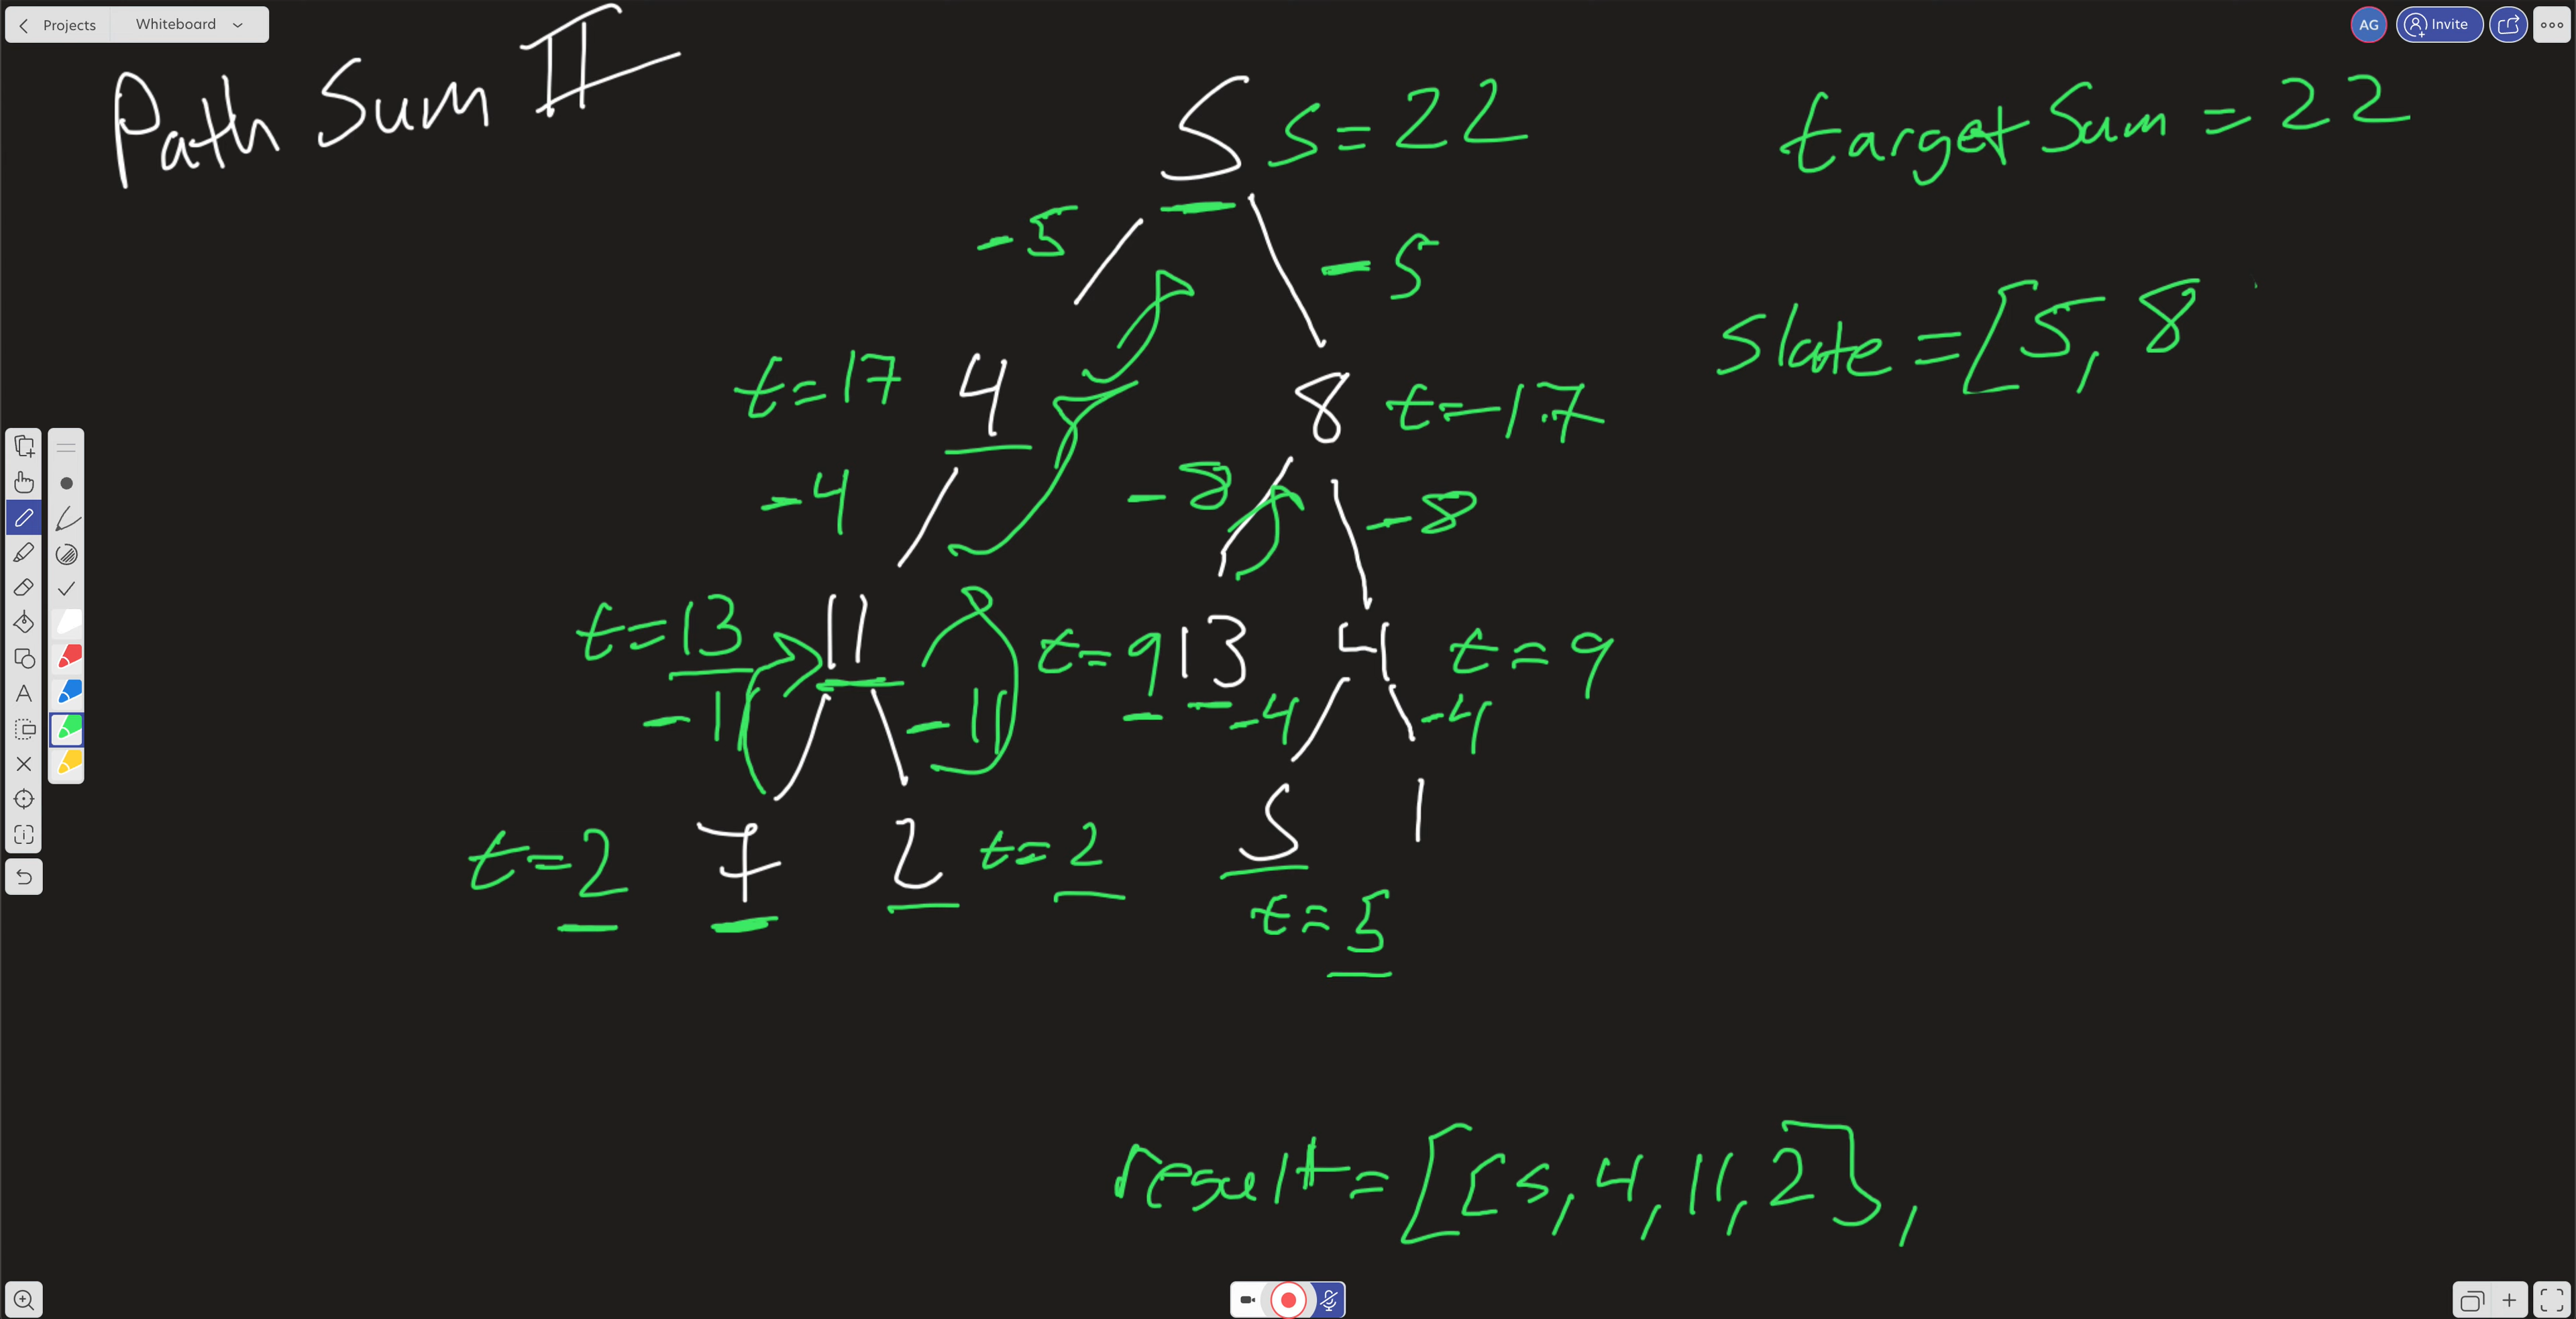 Projects
Whiteboard
AG
Invite
Path Sum II
5 s=22
targetSum = 22
-5
-5
slate = [5, 8
t=17 4
8 t=17
-4
-8
-8
t=13 11
t=9 13
4 t=9
-11
-11
-4
-4
t=2 7
2 t=2
5
1
t=5
result = [[5, 4, 11, 2],